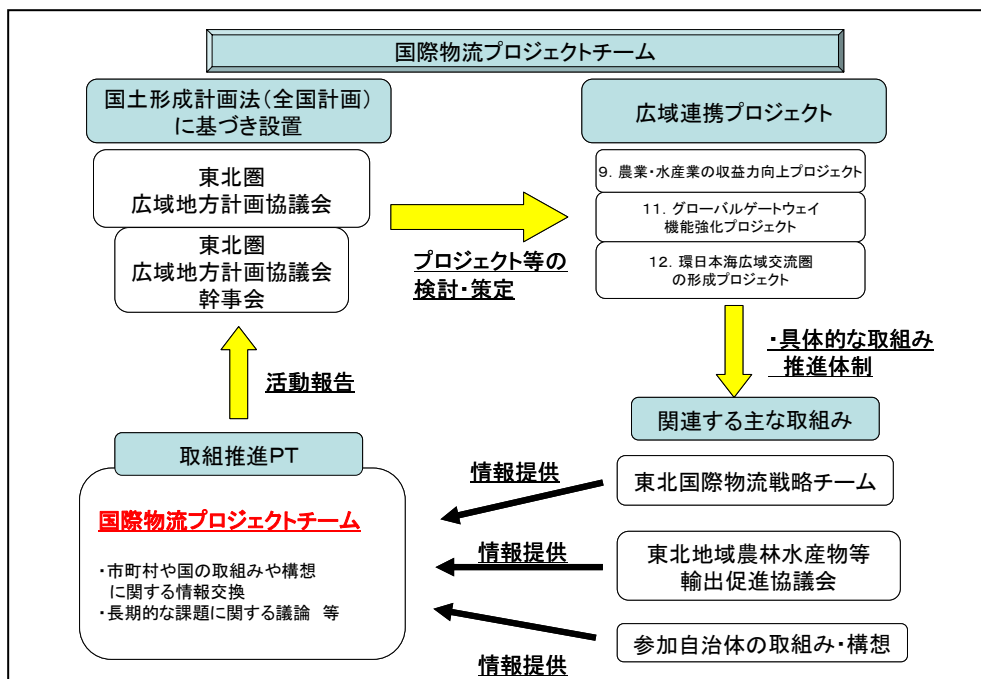 国際物流プロジェクトチーム
国土形成計画法(全国計画)
に基づき設置
東北圏
広域地方計画協議会
東北圏
広域地方計画協議会
幹事会
プロジェクト等の
検討・策定
広域連携プロジェクト
9. 農業・水産業の収益力向上プロジェクト
11. グローバルゲートウェイ
機能強化プロジェクト
12. 環日本海広域交流圏
の形成プロジェクト
・具体的な取組み
推進体制
関連する主な取組み
東北国際物流戦略チーム
東北地域農林水産物等
輸出促進協議会
参加自治体の取組み・構想
情報提供
情報提供
情報提供
活動報告
取組推進PT
国際物流プロジェクトチーム
・市町村や国の取組みや構想
に関する情報交換
・長期的な課題に関する議論 等